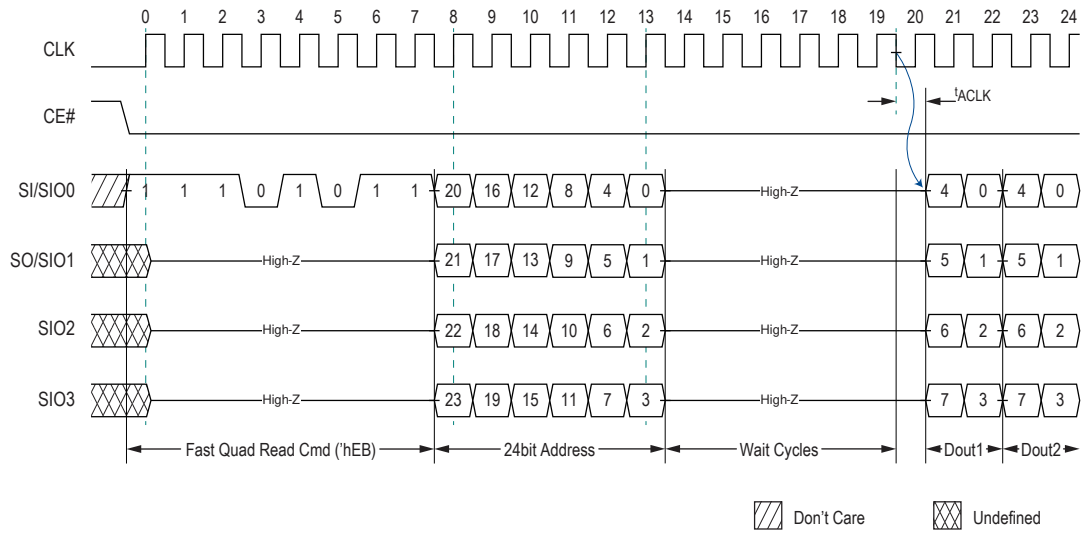 0 1 2 3 4 5 6 7 8 9 10 11 12 13 14 15 16 17 18 19 20 21 22 23 24
CLK
tACLK
CE#
SI/SIO0 1 1 1 0 1 0 1 1 20 16 12 8 4 0 High-Z 4 0 4 0
SO/SIO1 High-Z 21 17 13 9 5 1 High-Z 5 1 5 1
SIO2 High-Z 22 18 14 10 6 2 High-Z 6 2 6 2
SIO3 High-Z 23 19 15 11 7 3 High-Z 7 3 7 3
Fast Quad Read Cmd ('hEB) 24bit Address Wait Cycles Dout1 Dout2
Don't Care Undefined